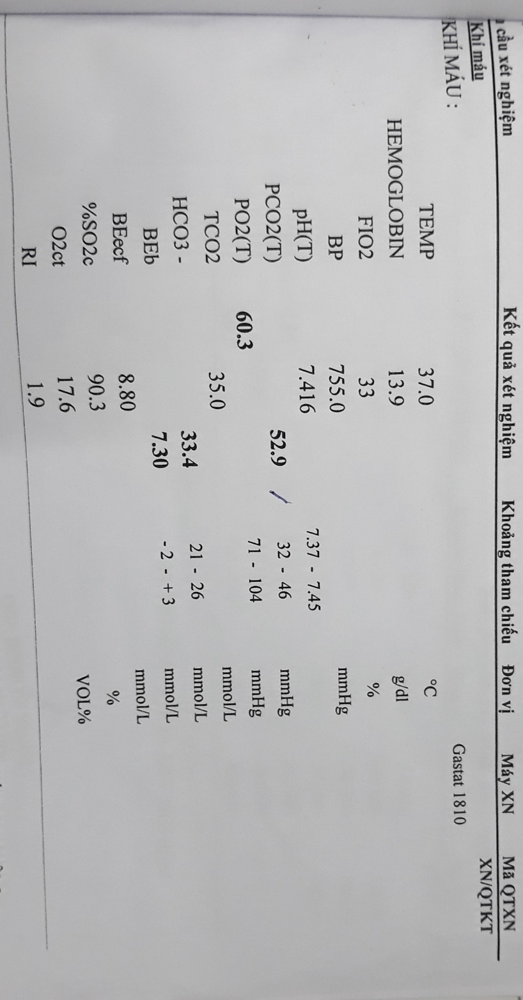 cầu xét nghiệm Kết quả xét nghiệm Khoảng tham chiếu Đơn vị Máy XN Mã QTXN
Khí máu XN/QTKT
KHÍ MÁU : Gastat 1810
TEMP 37.0 °C
HEMOGLOBIN 13.9 g/dl
FIO2 33 %
BP 755.0 mmHg
pH(T) 7.416 7.37 - 7.45
PCO2(T) 52.9 32 - 46 mmHg
PO2(T) 60.3 71 - 104 mmHg
TCO2 35.0 mmol/L
HCO3 - 33.4 21 - 26 mmol/L
BEb 7.30 - 2 - + 3 mmol/L
BEecf 8.80 mmol/L
%SO2c 90.3 %
O2ct 17.6 VOL%
RI 1.9